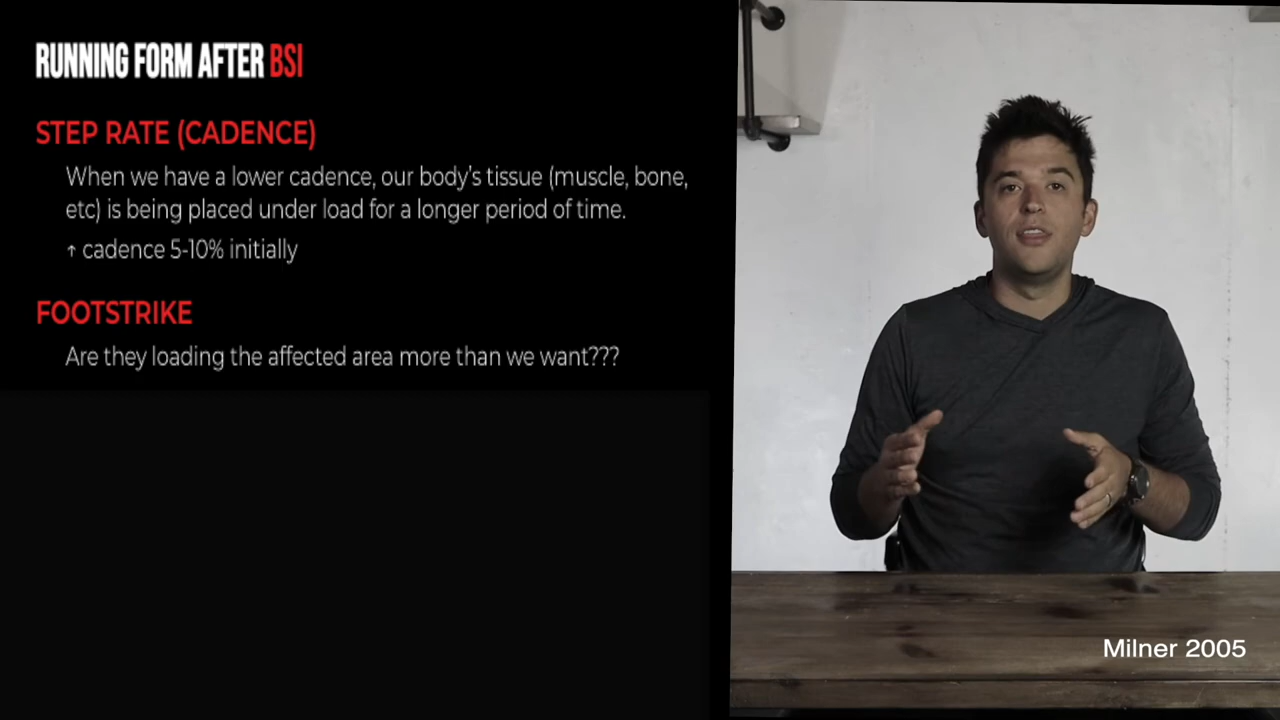 RUNNING FORM AFTER BSI
STEP RATE (CADENCE)
When we have a lower cadence, our body's tissue (muscle, bone,
etc) is being placed under load for a longer period of time.
↑ cadence 5-10% initially
FOOTSTRIKE
Are they loading the affected area more than we want???
Milner 2005